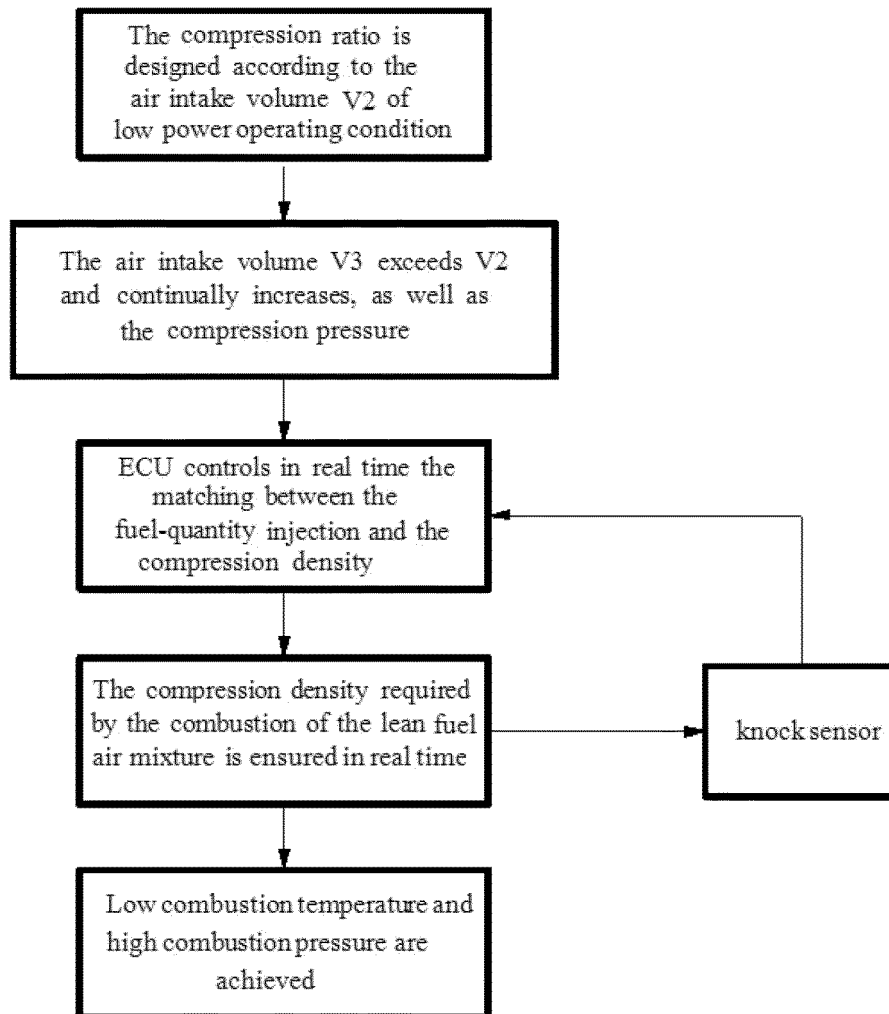 The compression ratio is
designed according to the
air intake volume V2 of
low power operating condition
The air intake volume V3 exceeds V2
and continually increases, as well as
the compression pressure
ECU controls in real time the
matching between the
fuel-quantity injection and the
compression density
The compression density required
by the combustion of the lean fuel
air mixture is ensured in real time
knock sensor
Low combustion temperature and
high combustion pressure are
achieved